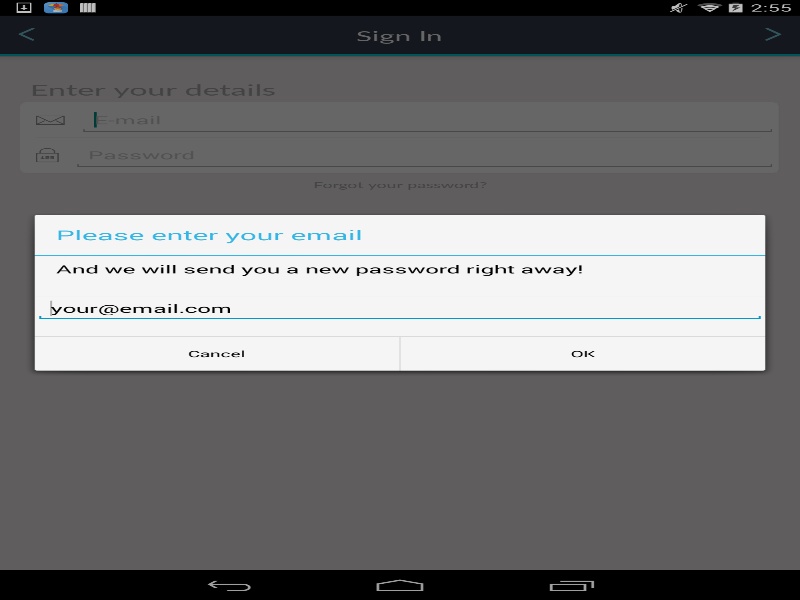 2:55
Sign In
Enter your details
E-mail
Password
Forgot your password?
Please enter your email
And we will send you a new password right away!
your@email.com
Cancel OK